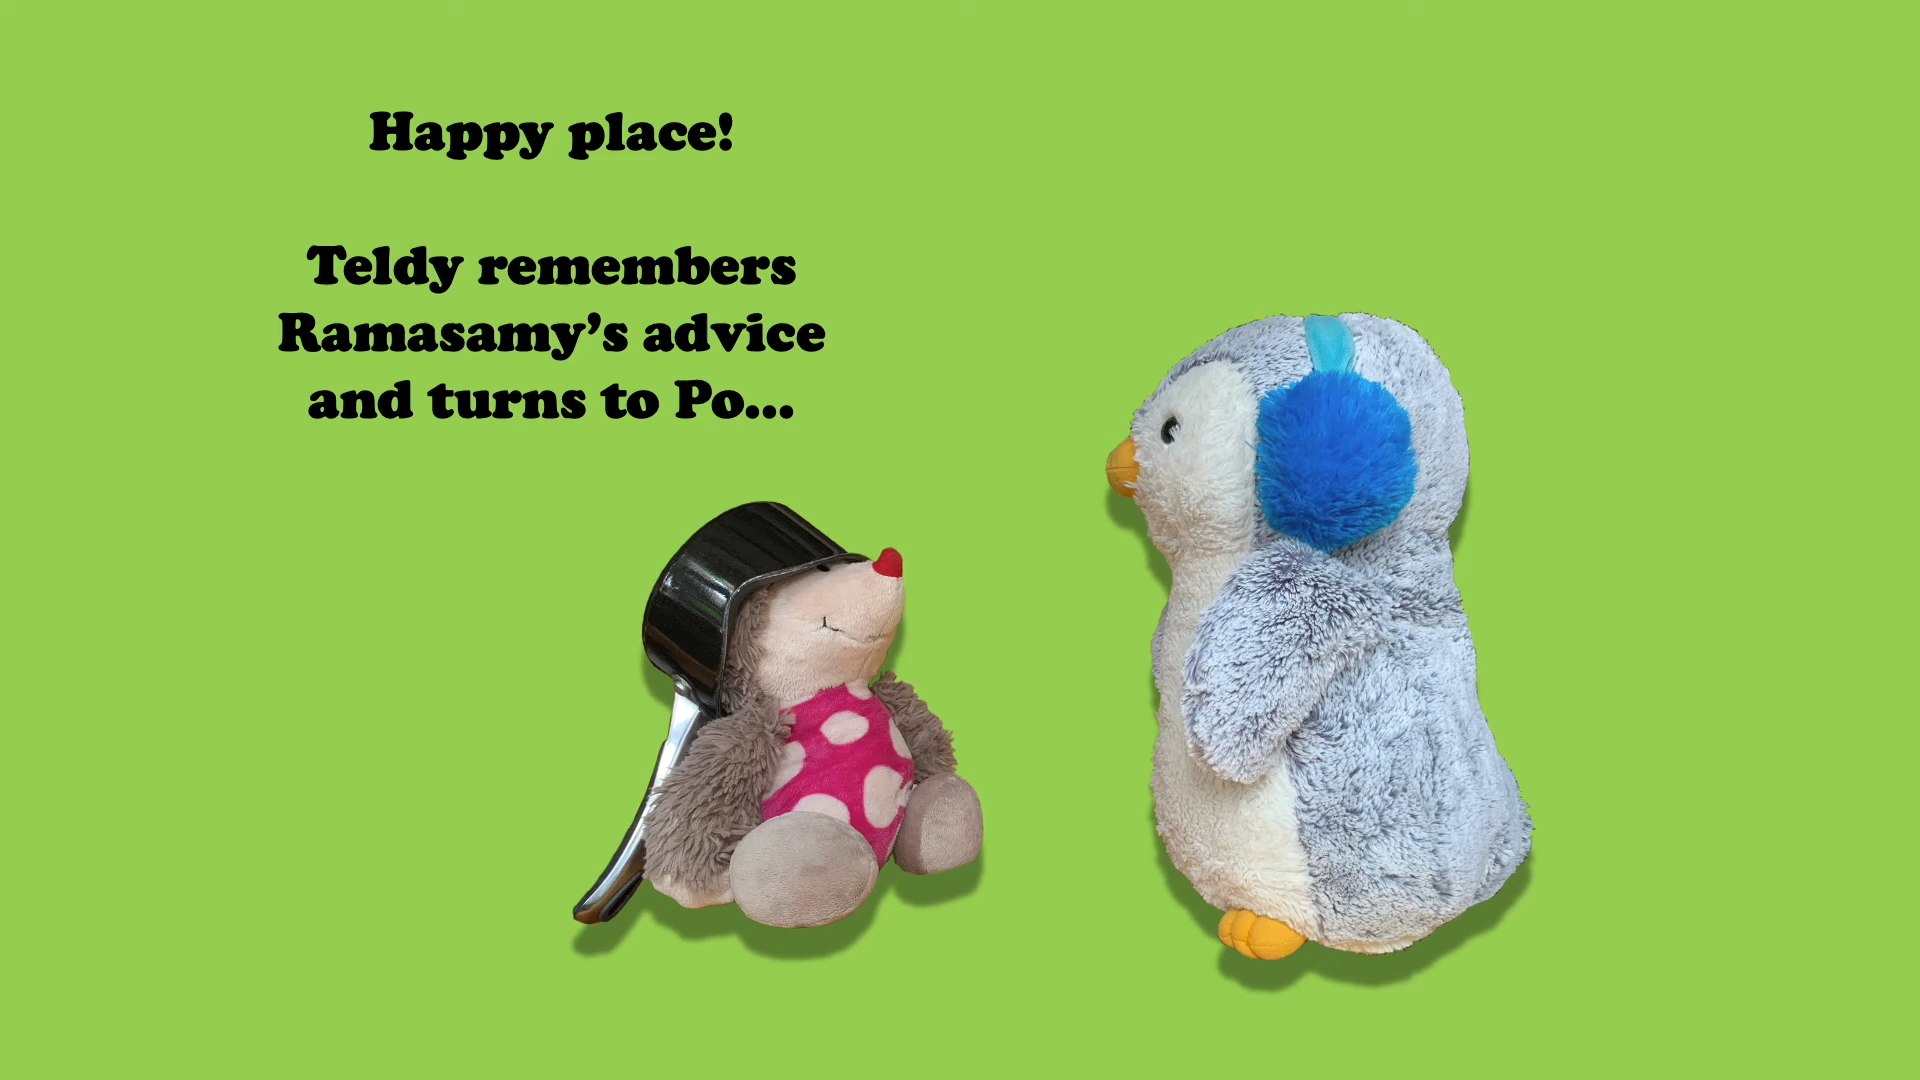 Happy place!
Teldy remembers
Ramasamy’s advice
and turns to Po...